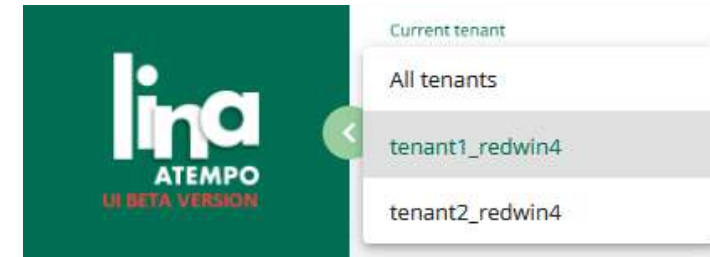 lina
ATEMPO
UI BETA VERSION
Current tenant
All tenants
tenant1_redwin4
tenant2_redwin4